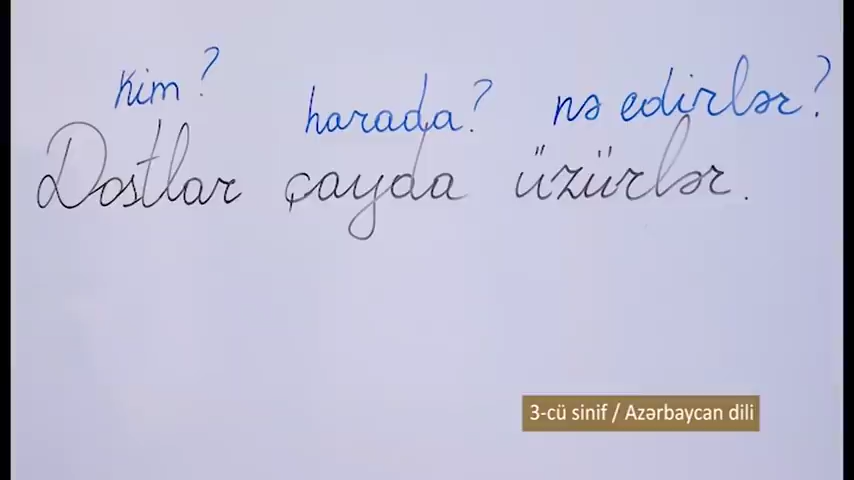 kim? harada? nə edirlər?
Dostlar çayda üzürlər.
3-cü sinif / Azərbaycan dili